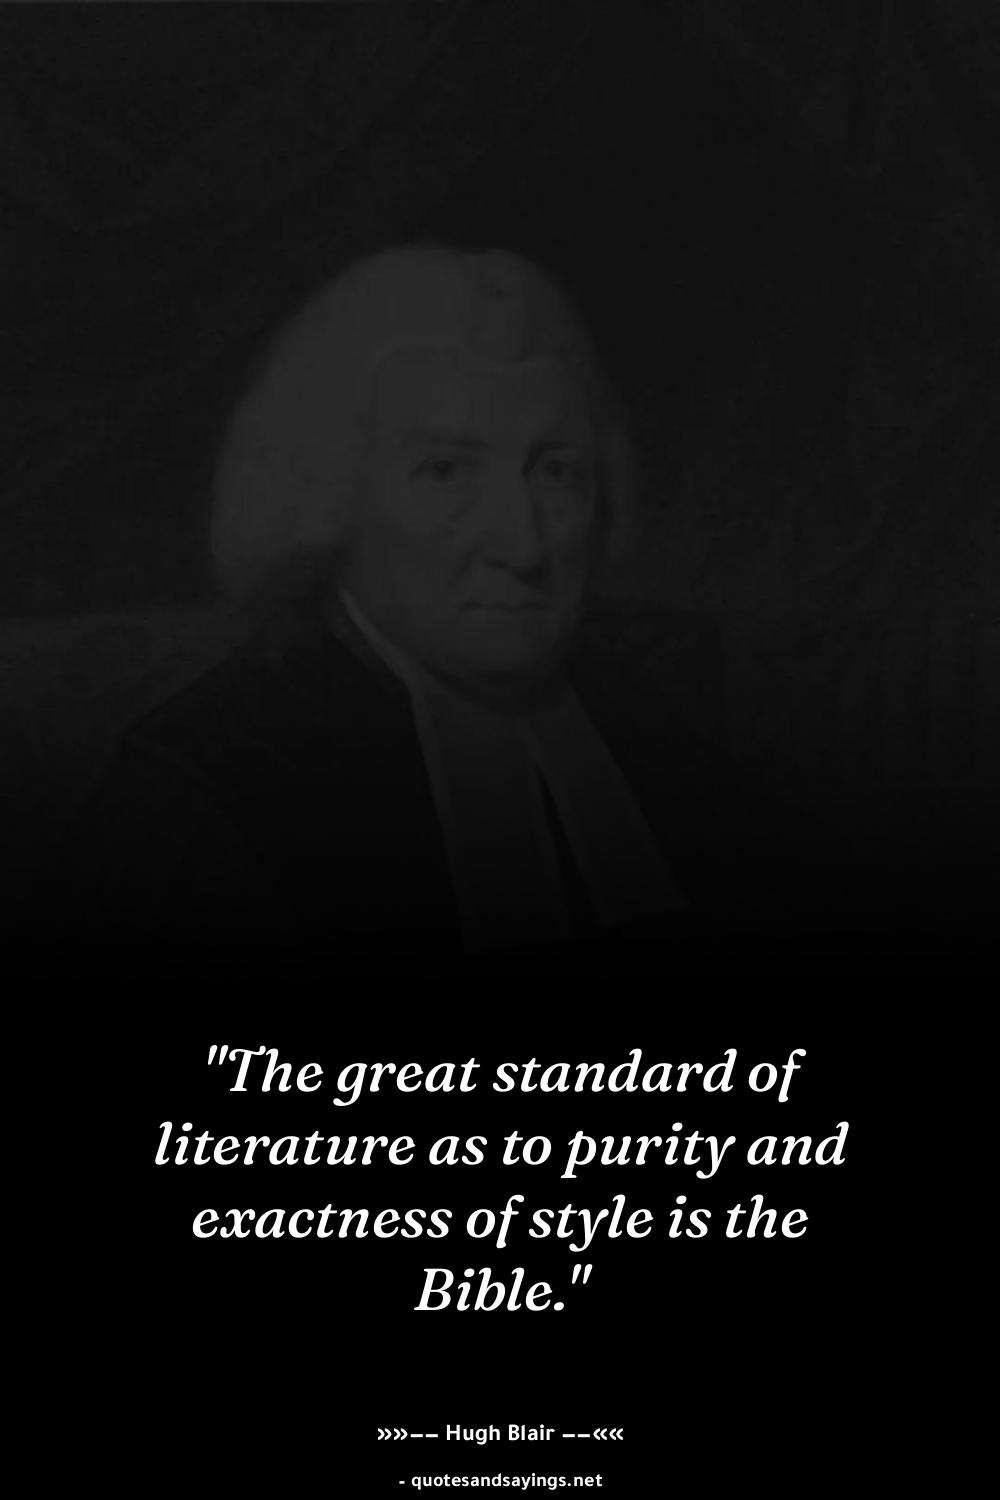 "The great standard of
literature as to purity and
exactness of style is the
Bible."
»»–– Hugh Blair ––««
- quotesandsayings.net